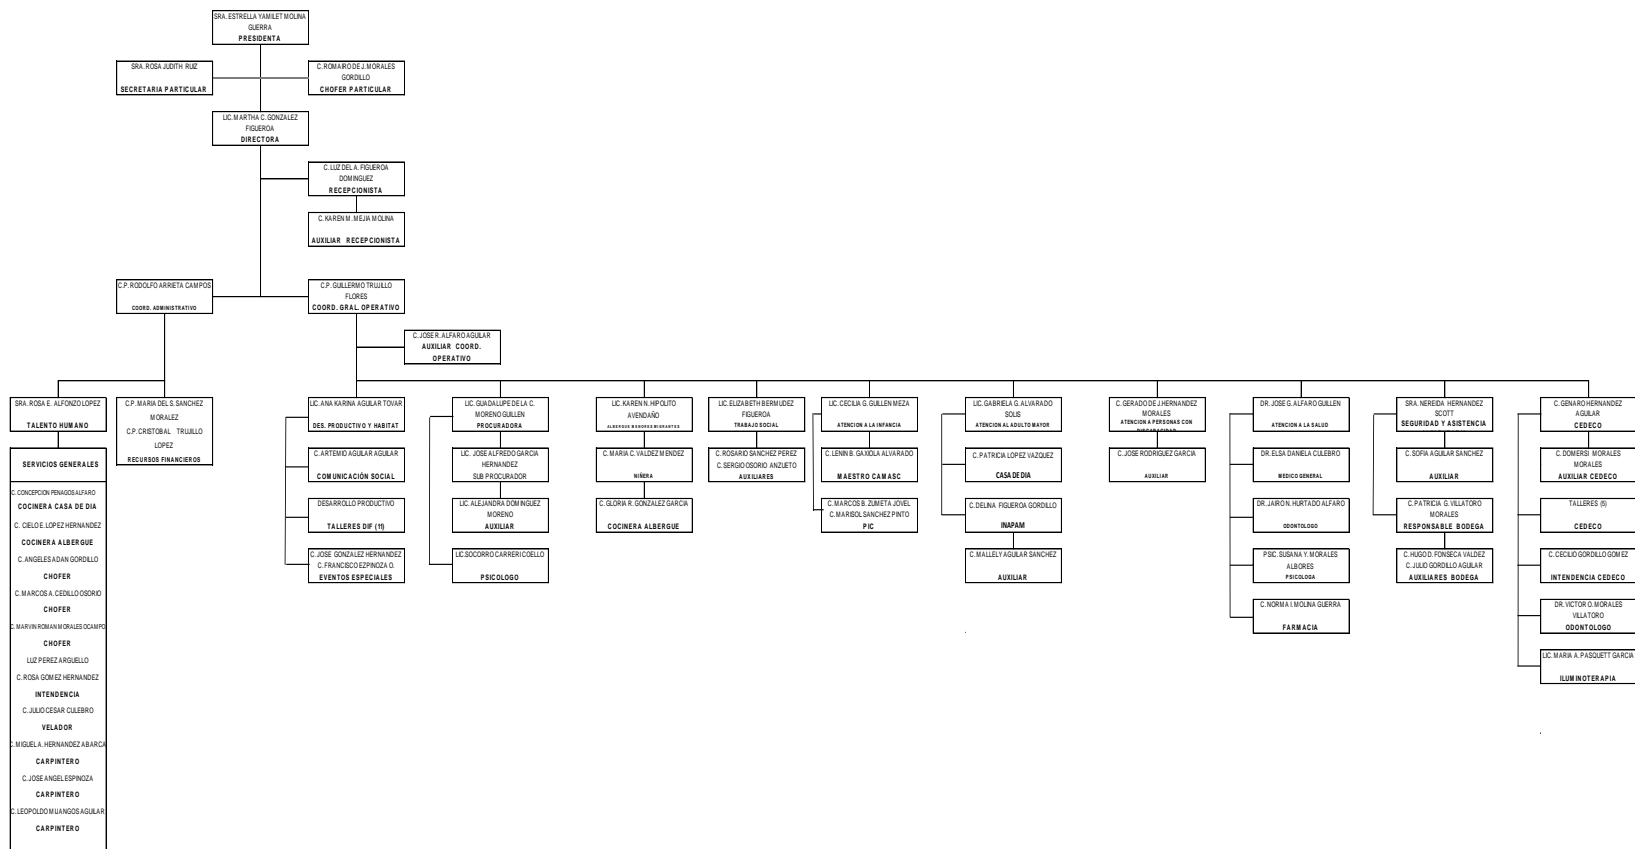 SRA. ESTRELLA YAMILET MOLINA
GUERRA
PRESIDENTA
SRA. ROSA JUDITH RUIZ
SECRETARIA PARTICULAR
C. ROMAIRO DE J. MORALES
GORDILLO
CHOFER PARTICULAR
LIC. MARTHA C. GONZALEZ
FIGUEROA
DIRECTORA
C. LUZ DEL A. FIGUEROA
DOMINGUEZ
RECEPCIONISTA
C. KAREN M. MEJIA MOLINA
AUXILIAR RECEPCIONISTA
C.P. RODOLFO ARRIETA CAMPOS
COORD. ADMINISTRATIVO
C.P. GUILLERMO TRUJILLO
FLORES
COORD. GRAL. OPERATIVO
C. JOSE R. ALFARO AGUILAR
AUXILIAR COORD.
OPERATIVO
SRA. ROSA E. ALFONZO LOPEZ
TALENTO HUMANO
SERVICIOS GENERALES
C. CONCEPCION PENAGOS ALFARO
COCINERA CASA DE DIA
C. CIELO E. LOPEZ HERNANDEZ
COCINERA ALBERGUE
C. ANGELES ADAN GORDILLO
CHOFER
C. MARCOS A. CEDILLO OSORIO
CHOFER
C. MARVIN ROMAN MORALES OCAMPO
CHOFER
LUZ PEREZ ARGUELLO
C. ROSA GOMEZ HERNANDEZ
INTENDENCIA
C. JULIO CESAR CULEBRO
VELADOR
C. MIGUEL A. HERNANDEZ ABARCA
CARPINTERO
C. JOSE ANGEL ESPINOZA
CARPINTERO
C. LEOPOLDO MUANGOS AGUILAR
CARPINTERO
C.P. MARIA DEL S. SANCHEZ
MORALEZ
C.P. CRISTOBAL TRUJILLO
LOPEZ
RECURSOS FINANCIEROS
LIC. ANA KARINA AGUILAR TOVAR
DES. PRODUCTIVO Y HABITAT
C. ARTEMIO AGUILAR AGUILAR
COMUNICACIÓN SOCIAL
DESARROLLO PRODUCTIVO
TALLERES DIF (11)
C. JOSE GONZALEZ HERNANDEZ
C. FRANCISCO EZPINOZA O.
EVENTOS ESPECIALES
LIC. GUADALUPE DE LA C.
MORENO GUILLEN
PROCURADORA
LIC. JOSE ALFREDO GARCIA
HERNANDEZ
SUB PROCURADOR
LIC. ALEJANDRA DOMINGUEZ
MORENO
AUXILIAR
LIC.SOCORRO CARRERI COELLO
PSICOLOGO
LIC. KAREN N. HIPOLITO
AVENDAÑO
ALBERGUE MENORES MIGRANTES
C. MARIA C. VALDEZ MENDEZ
NIÑERA
C. GLORIA R. GONZALEZ GARCIA
COCINERA ALBERGUE
LIC. ELIZABETH BERMUDEZ
FIGUEROA
TRABAJO SOCIAL
C. ROSARIO SANCHEZ PEREZ
C. SERGIO OSORIO ANZUETO
AUXILIARES
LIC. CECILIA G. GUILLEN MEZA
ATENCION A LA INFANCIA
C. LENIN B. GAXIOLA ALVARADO
MAESTRO CAMASC
C. MARCOS B. ZUMETA JOVEL
C. MARISOL SANCHEZ PINTO
PIC
LIC. GABRIELA G. ALVARADO
SOLIS
ATENCION AL ADULTO MAYOR
C. PATRICIA LOPEZ VAZQUEZ
CASA DE DIA
C. DELINA FIGUEROA GORDILLO
INAPAM
C. MALLELY AGUILAR SANCHEZ
AUXILIAR
C. GERADO DE J.HERNANDEZ
MORALES
ATENCION A PERSONAS CON
DISCAPACIDAD
C. JOSE RODRIGUEZ GARCIA
AUXILIAR
DR. JOSE G. ALFARO GUILLEN
ATENCION A LA SALUD
DR. ELSA DANIELA CULEBRO
MEDICO GENERAL
DR. JAIRO N. HURTADO ALFARO
ODONTOLOGO
PSIC. SUSANA Y. MORALES
ALBORES
PSICOLOGA
C. NORMA I. MOLINA GUERRA
FARMACIA
SRA. NEREIDA HERNANDEZ
SCOTT
SEGURIDAD Y ASISTENCIA
C. SOFIA AGUILAR SANCHEZ
AUXILIAR
C. PATRICIA G. VILLATORO
MORALES
RESPONSABLE BODEGA
C. HUGO D. FONSECA VALDEZ
C. JULIO GORDILLO AGUILAR
AUXILIARES BODEGA
C. GENARO HERNANDEZ
AGUILAR
CEDECO
C. DOMERSI MORALES
MORALES
AUXILIAR CEDECO
TALLERES (5)
CEDECO
C. CECILIO GORDILLO GOMEZ
INTENDENCIA CEDECO
DR. VICTOR O. MORALES
VILLATORO
ODONTOLOGO
LIC. MARIA A. PASQUETT GARCIA
ILUMINOTERAPIA